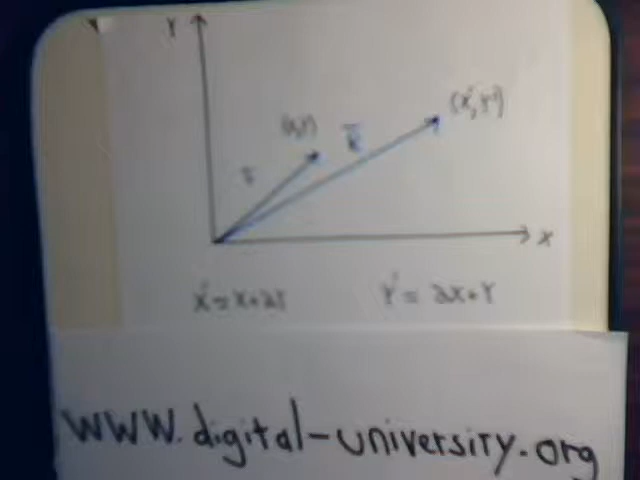 Y
(x', Y')
X
X' = X + 2Y Y' = 2X + Y
www.digital-university.org